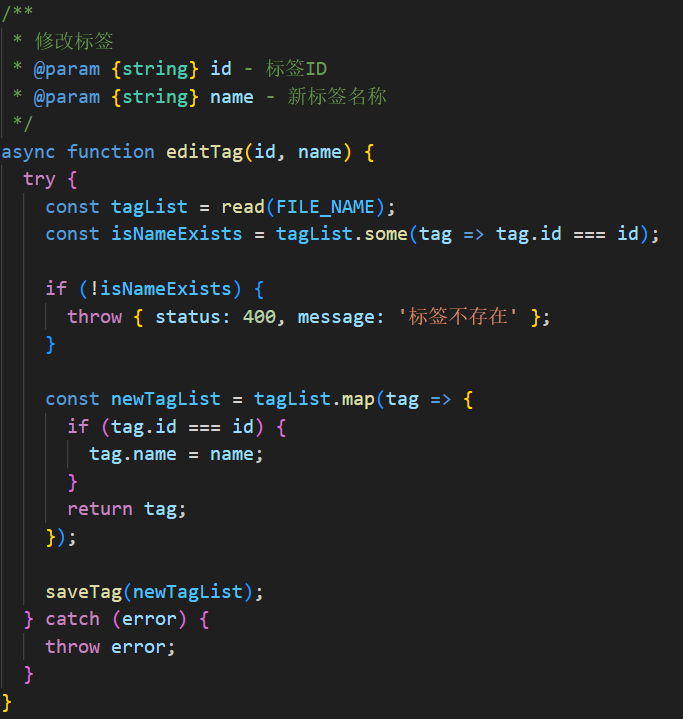 /**
 * 修改标签
 * @param {string} id - 标签ID
 * @param {string} name - 新标签名称
 */
async function editTag(id, name) {
  try {
    const tagList = read(FILE_NAME);
    const isNameExists = tagList.some(tag => tag.id === id);

    if (!isNameExists) {
      throw { status: 400, message: '标签不存在' };
    }

    const newTagList = tagList.map(tag => {
      if (tag.id === id) {
        tag.name = name;
      }
      return tag;
    });

    saveTag(newTagList);
  } catch (error) {
    throw error;
  }
}